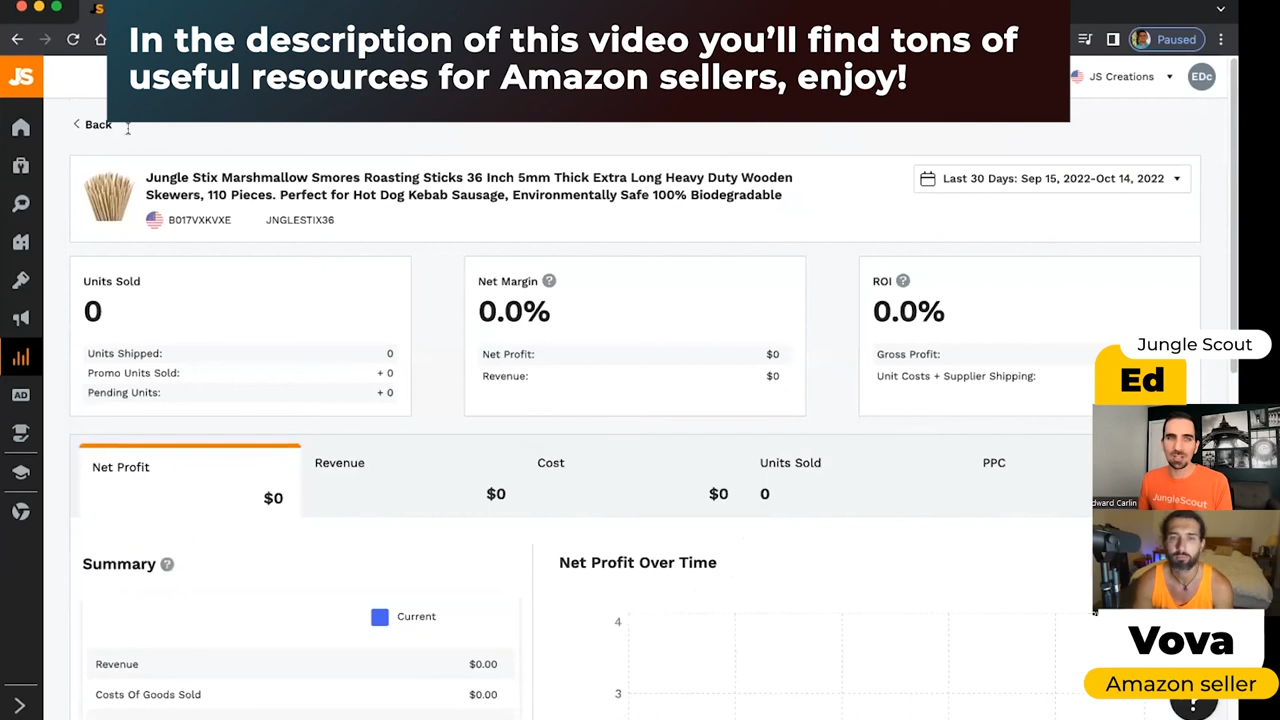 In the description of this video you'll find tons of
useful resources for Amazon sellers, enjoy!
JS
Paused
JS Creations
EDc
Back
Jungle Stix Marshmallow Smores Roasting Sticks 36 Inch 5mm Thick Extra Long Heavy Duty Wooden
Skewers, 110 Pieces. Perfect for Hot Dog Kebab Sausage, Environmentally Safe 100% Biodegradable
B017VXKVXE JNGLESTIX36
Last 30 Days: Sep 15, 2022-Oct 14, 2022
Units Sold
0
Units Shipped: 0
Promo Units Sold: + 0
Pending Units: + 0
Net Margin ?
0.0%
Net Profit: $0
Revenue: $0
ROI ?
0.0%
Gross Profit:
Unit Costs + Supplier Shipping:
Jungle Scout
Ed
JungleScout
dward Carlin
Vova
Amazon seller
Net Profit
$0
Revenue
$0
Cost
$0
Units Sold
0
PPC
AD
Summary ?
Current
Revenue $0.00
Costs Of Goods Sold $0.00
Net Profit Over Time
4
3